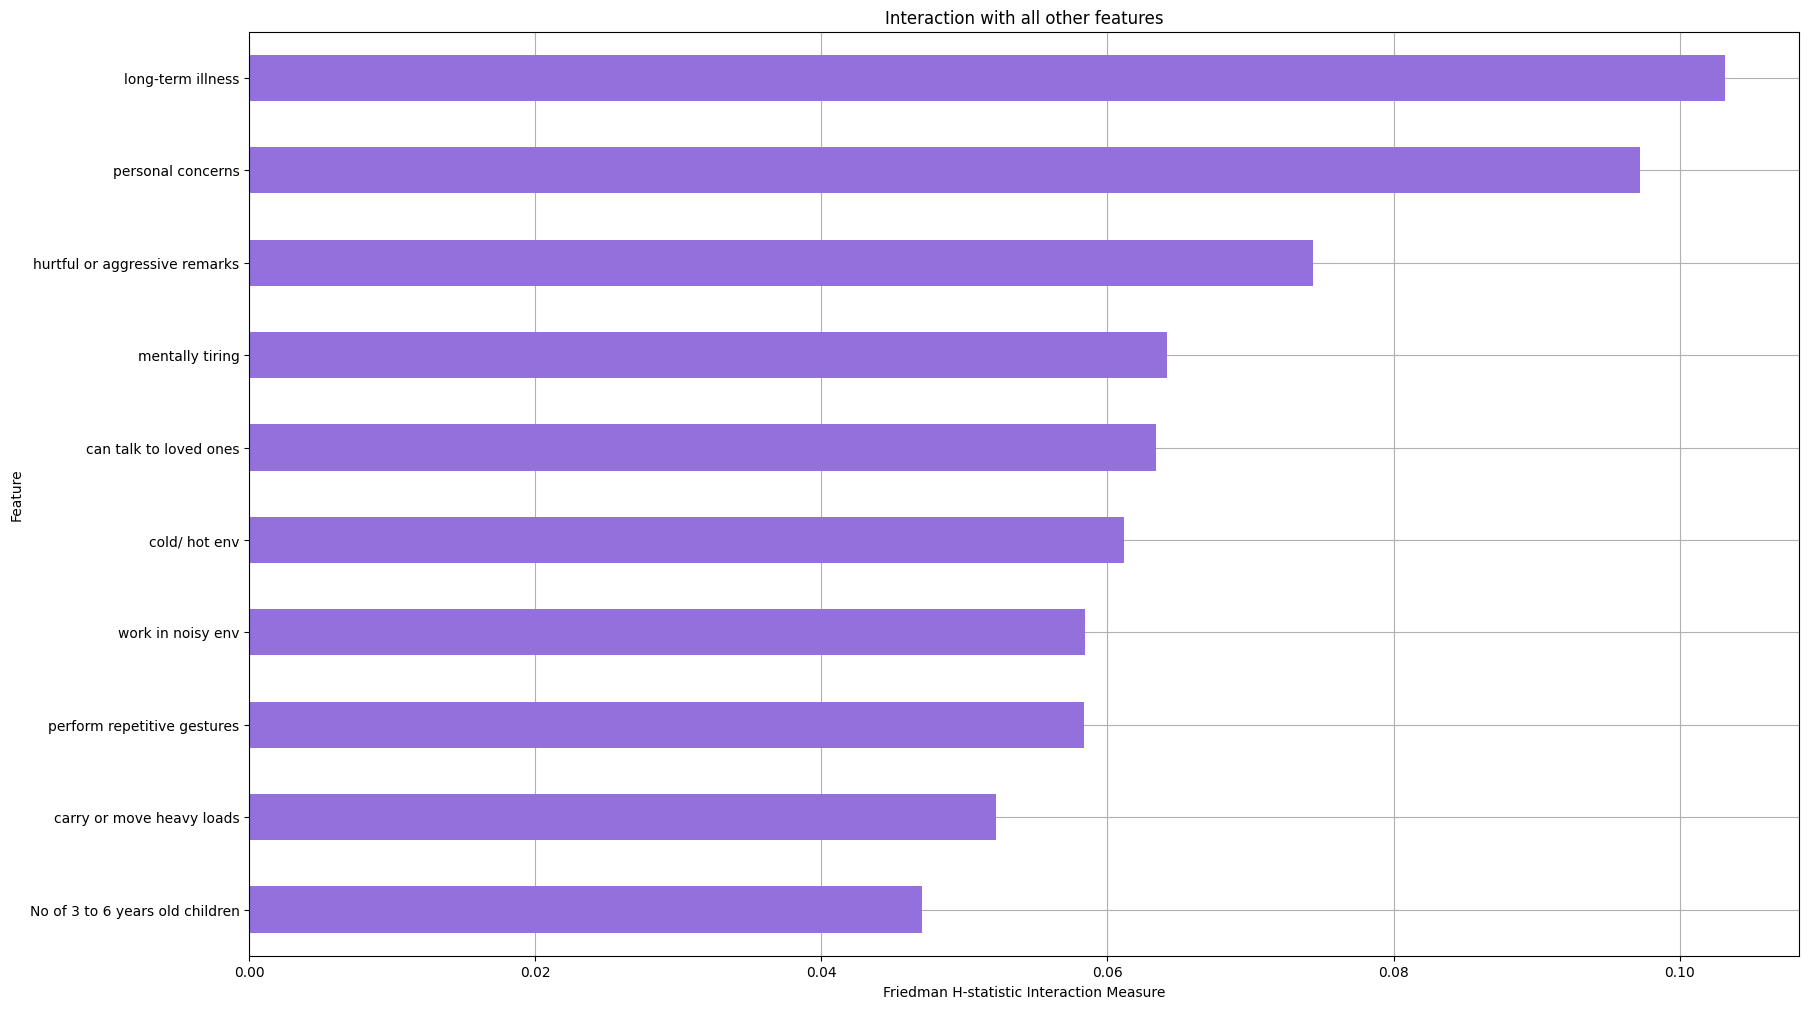 Interaction with all other features
long-term illness
personal concerns
hurtful or aggressive remarks
mentally tiring
can talk to loved ones
cold/ hot env
work in noisy env
perform repetitive gestures
carry or move heavy loads
No of 3 to 6 years old children
Feature
0.00 0.02 0.04 0.06 0.08 0.10
Friedman H-statistic Interaction Measure